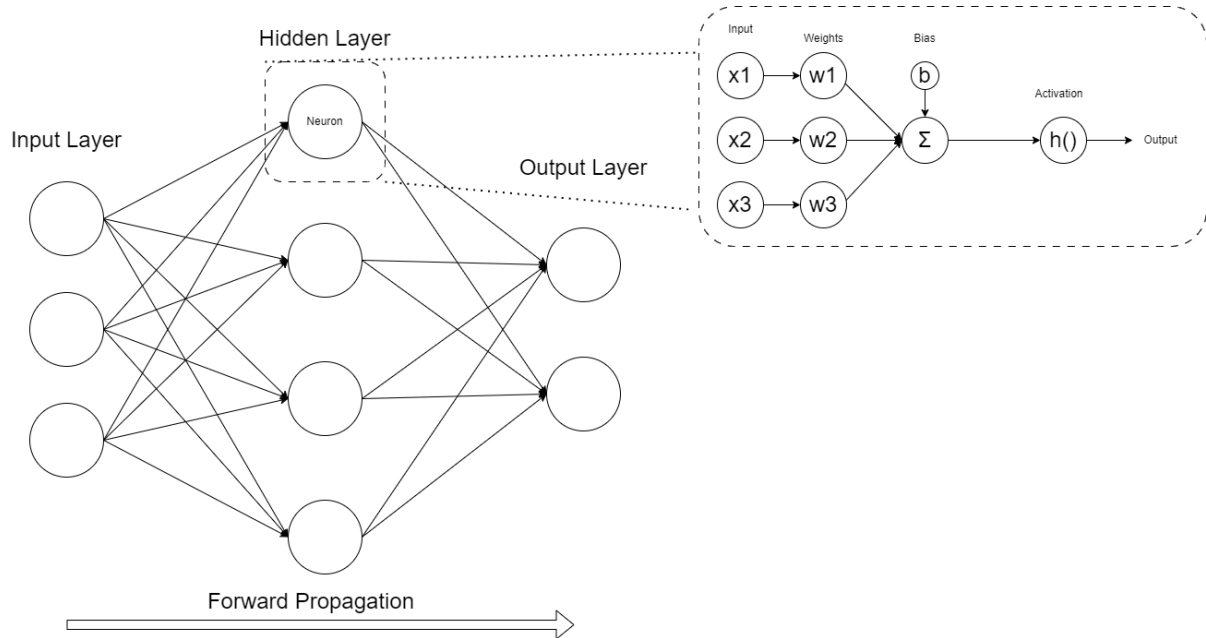 Hidden Layer
Input Layer
Neuron
Output Layer
Forward Propagation
Input Weights Bias
x1 w1 b
Activation
x2 w2 Σ h() Output
x3 w3